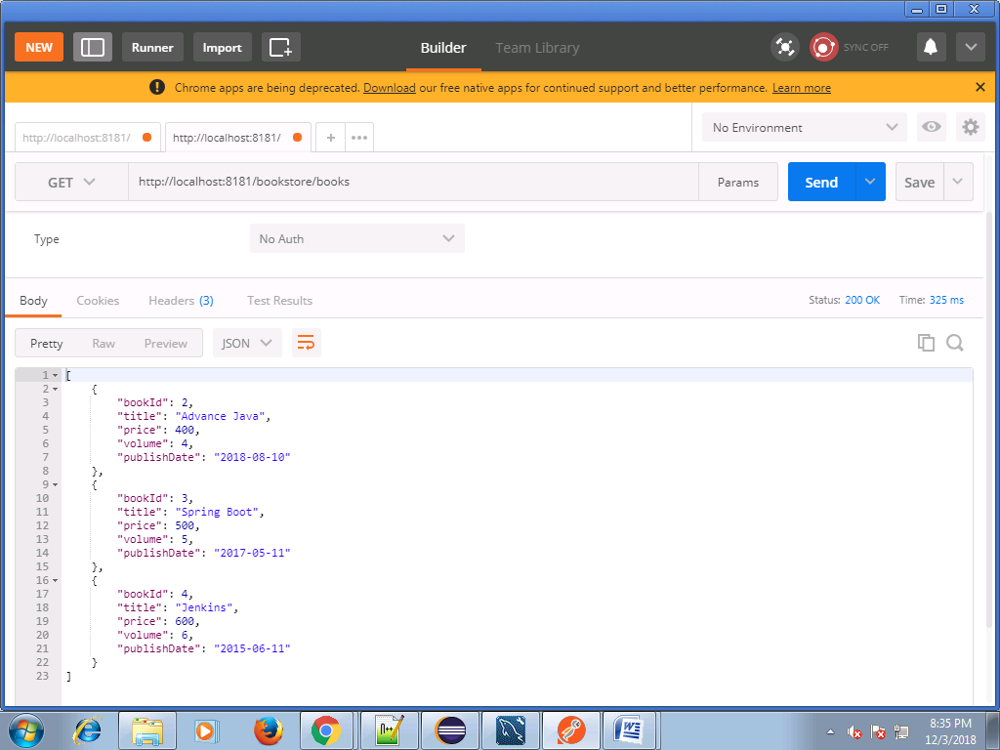 NEW Runner Import Builder Team Library SYNC OFF
Chrome apps are being deprecated. Download our free native apps for continued support and better performance. Learn more
http://localhost:8181/ http://localhost:8181/ No Environment
GET http://localhost:8181/bookstore/books Params Send Save
Type No Auth
Body Cookies Headers (3) Test Results Status: 200 OK Time: 325 ms
Pretty Raw Preview JSON
1 [
2 {
3 "bookId": 2,
4 "title": "Advance Java",
5 "price": 400,
6 "volume": 4,
7 "publishDate": "2018-08-10"
8 },
9 {
10 "bookId": 3,
11 "title": "Spring Boot",
12 "price": 500,
13 "volume": 5,
14 "publishDate": "2017-05-11"
15 },
16 {
17 "bookId": 4,
18 "title": "Jenkins",
19 "price": 600,
20 "volume": 6,
21 "publishDate": "2015-06-11"
22 }
23 ]
8:35 PM
12/3/2018